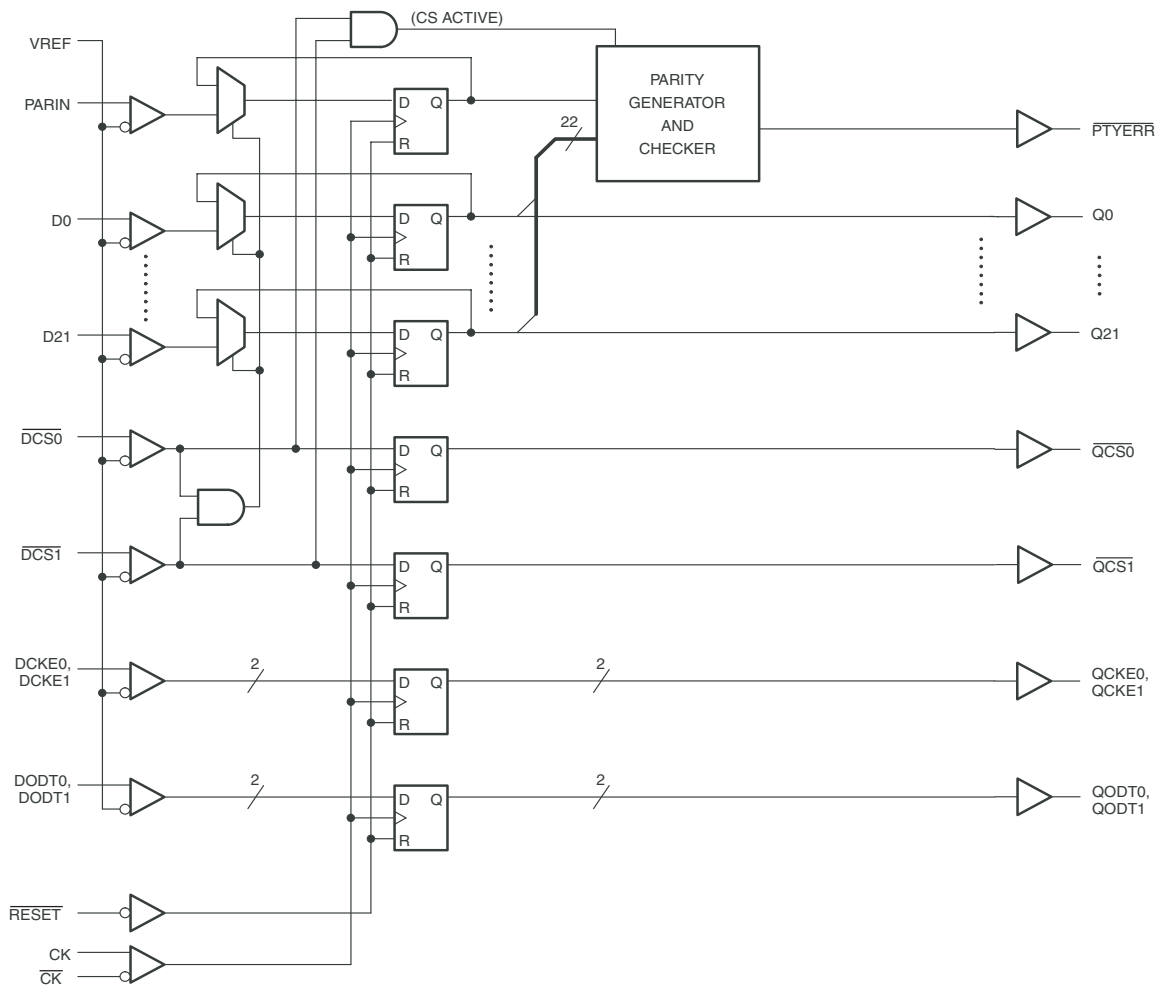 (CS ACTIVE)
VREF
PARIN
D Q
R
PARITY
GENERATOR
AND
CHECKER
22
PTYERR
D0
D Q
R
Q0
D21
D Q
R
Q21
DCS0
D Q
R
QCS0
DCS1
D Q
R
QCS1
DCKE0,
DCKE1
2
D Q
R
2
QCKE0,
QCKE1
DODT0,
DODT1
2
D Q
R
2
QODT0,
QODT1
RESET
CK
CK